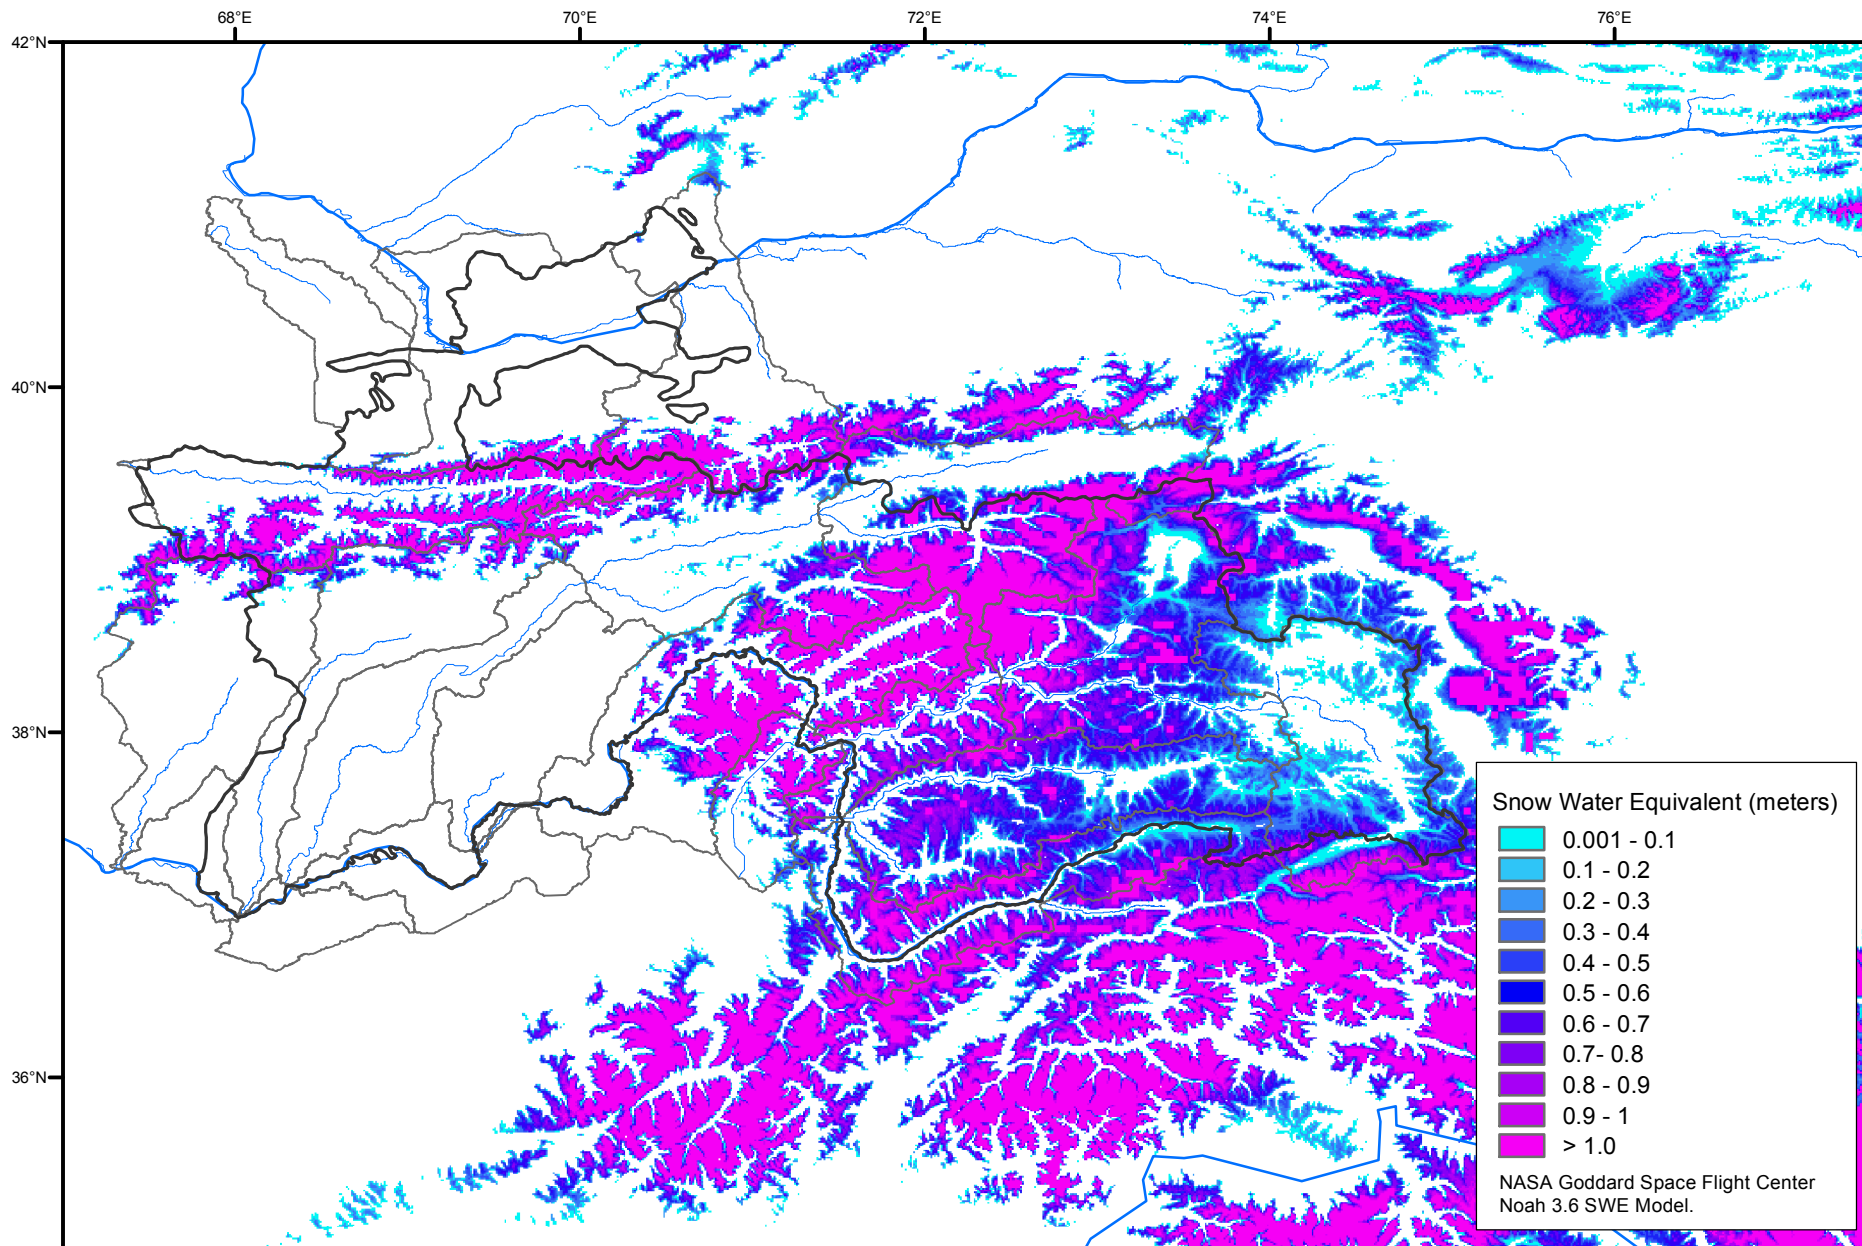 68°E
70°E
72°E
74°E
76°E
42°N
40°N
38°N
36°N
Snow Water Equivalent (meters)
0.001 - 0.1
0.1 - 0.2
0.2 - 0.3
0.3 - 0.4
0.4 - 0.5
0.5 - 0.6
0.6 - 0.7
0.7- 0.8
0.8 - 0.9
0.9 - 1
> 1.0
NASA Goddard Space Flight Center
Noah 3.6 SWE Model.